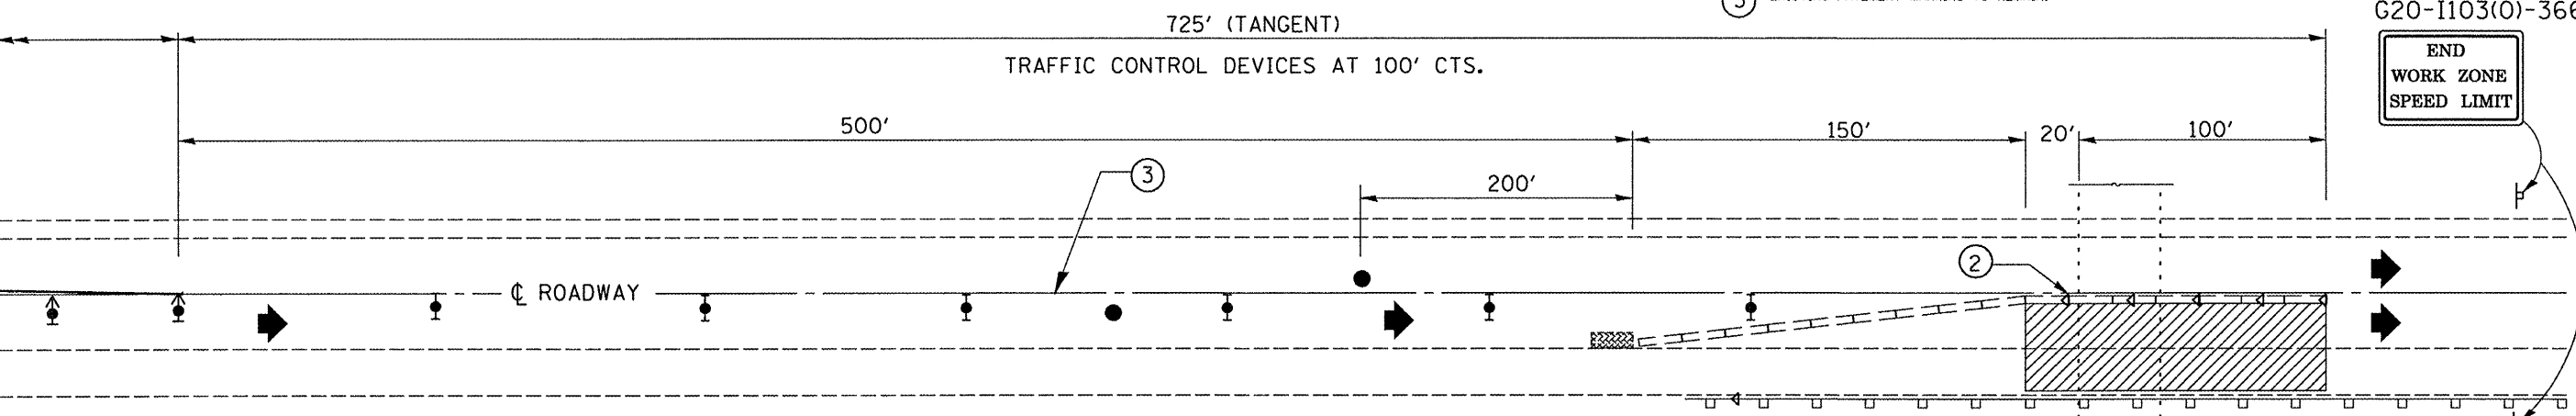 3
G20-I103(O)-366
725' (TANGENT)
TRAFFIC CONTROL DEVICES AT 100' CTS.
END
WORK ZONE
SPEED LIMIT
500'
150'
20'
100'
3
200'
2
℄ ROADWAY